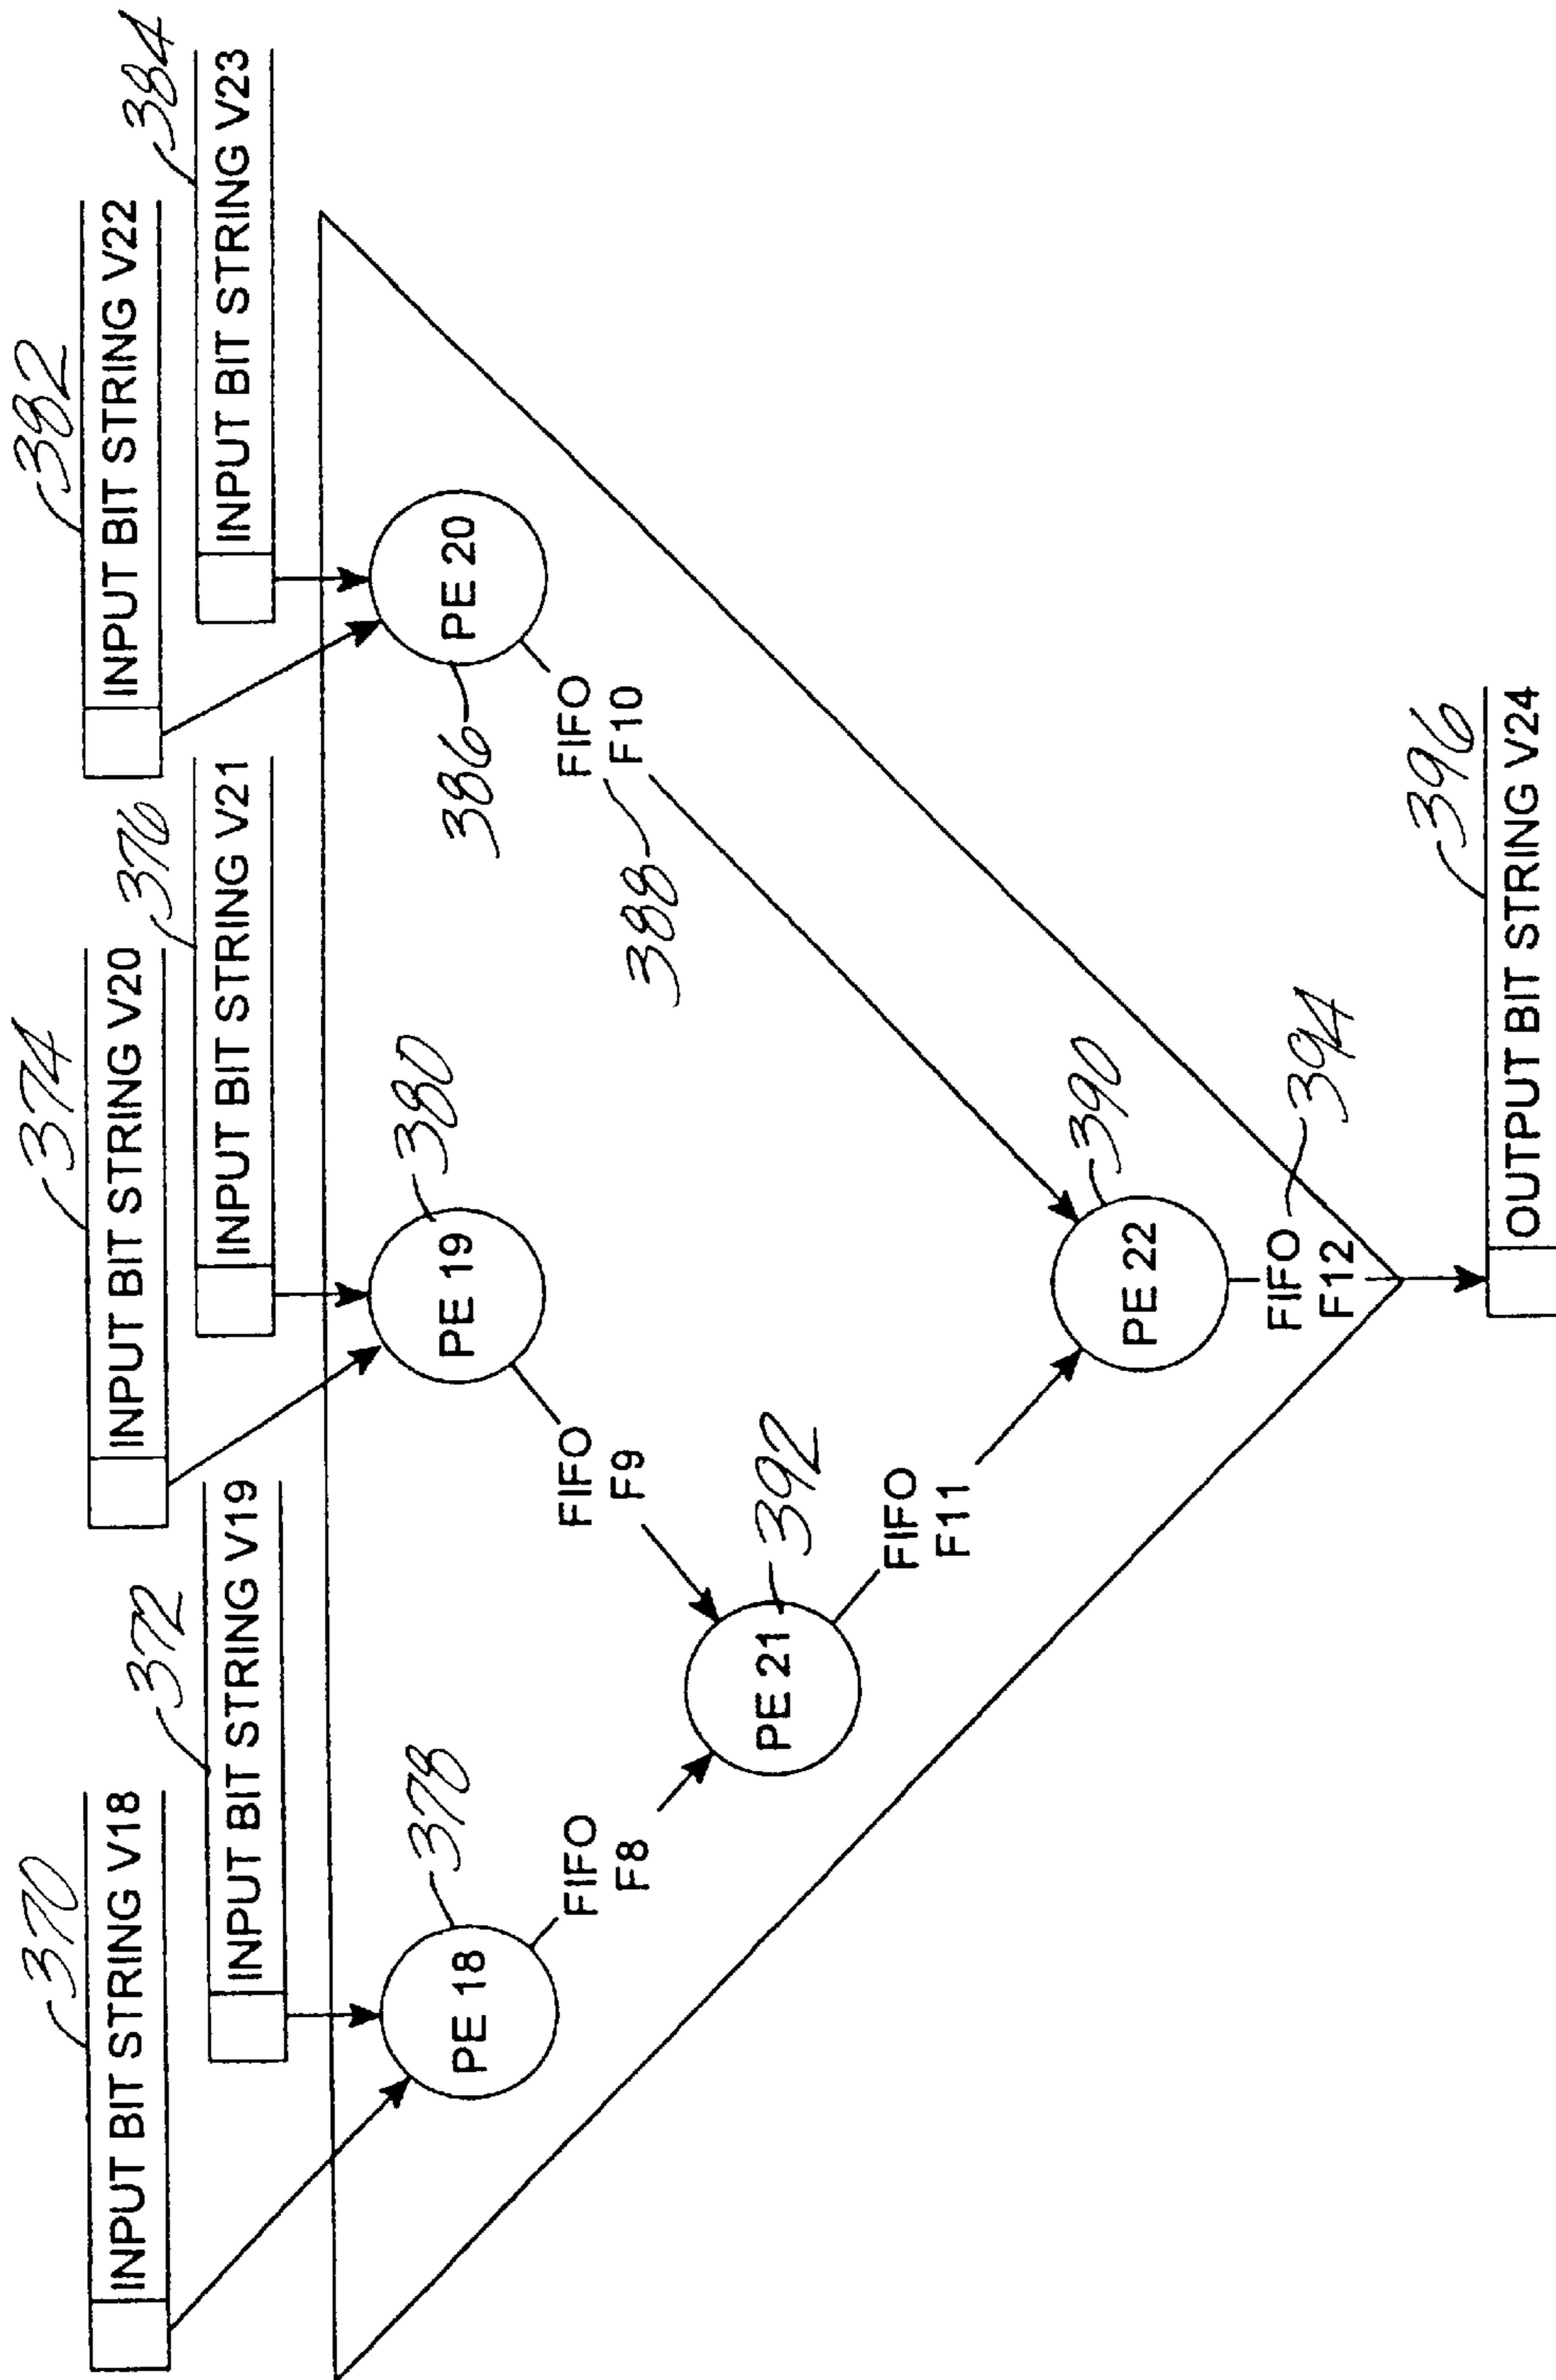 370
INPUT BIT STRING V18
372
INPUT BIT STRING V19
374
INPUT BIT STRING V20
376
INPUT BIT STRING V21
382
INPUT BIT STRING V22
384
INPUT BIT STRING V23
PE 18
378
PE 19
380
PE 20
386
FIFO
F8
FIFO
F9
FIFO
F10
388
PE 21
392
FIFO
F11
PE 22
390
FIFO
F12
394
396
OUTPUT BIT STRING V24